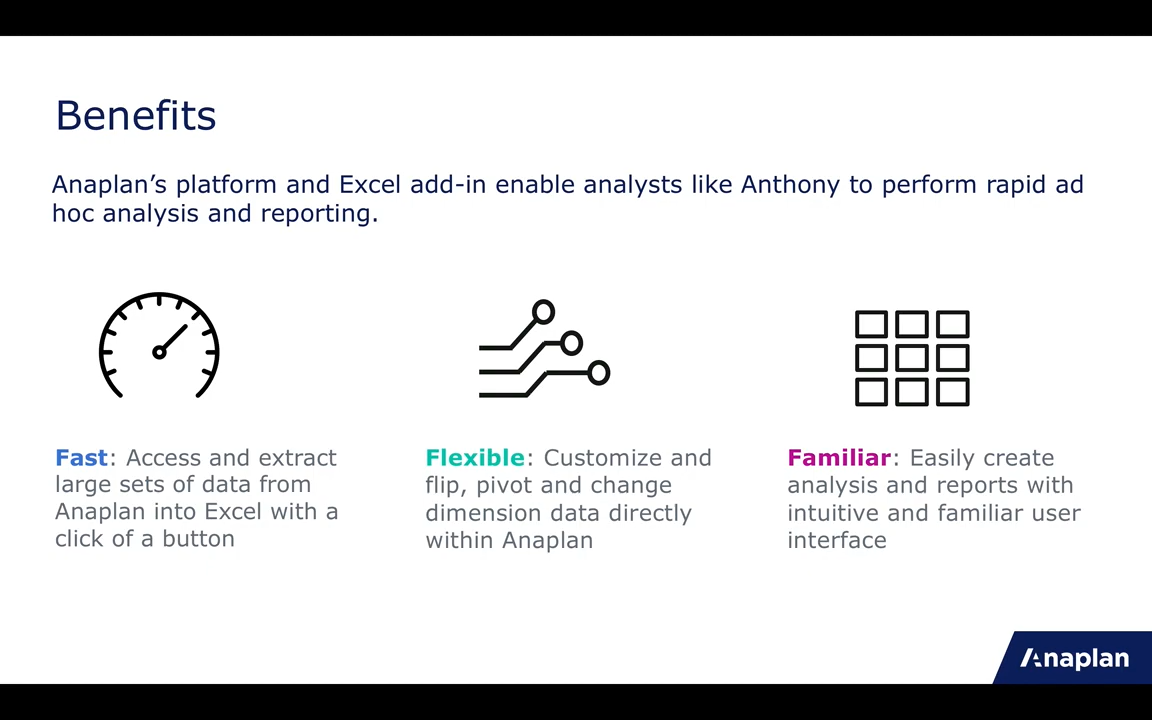 Benefits
Anaplan’s platform and Excel add-in enable analysts like Anthony to perform rapid ad
hoc analysis and reporting.
Fast: Access and extract
large sets of data from
Anaplan into Excel with a
click of a button
Flexible: Customize and
flip, pivot and change
dimension data directly
within Anaplan
Familiar: Easily create
analysis and reports with
intuitive and familiar user
interface
Anaplan